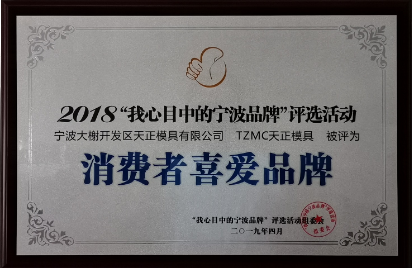 2018“我心目中的宁波品牌”评选活动
宁波大榭开发区天正模具有限公司 TZMC天正模具 被评为
消费者喜爱品牌
“我心目中的宁波品牌”评选活动组委会
二〇一九年四月